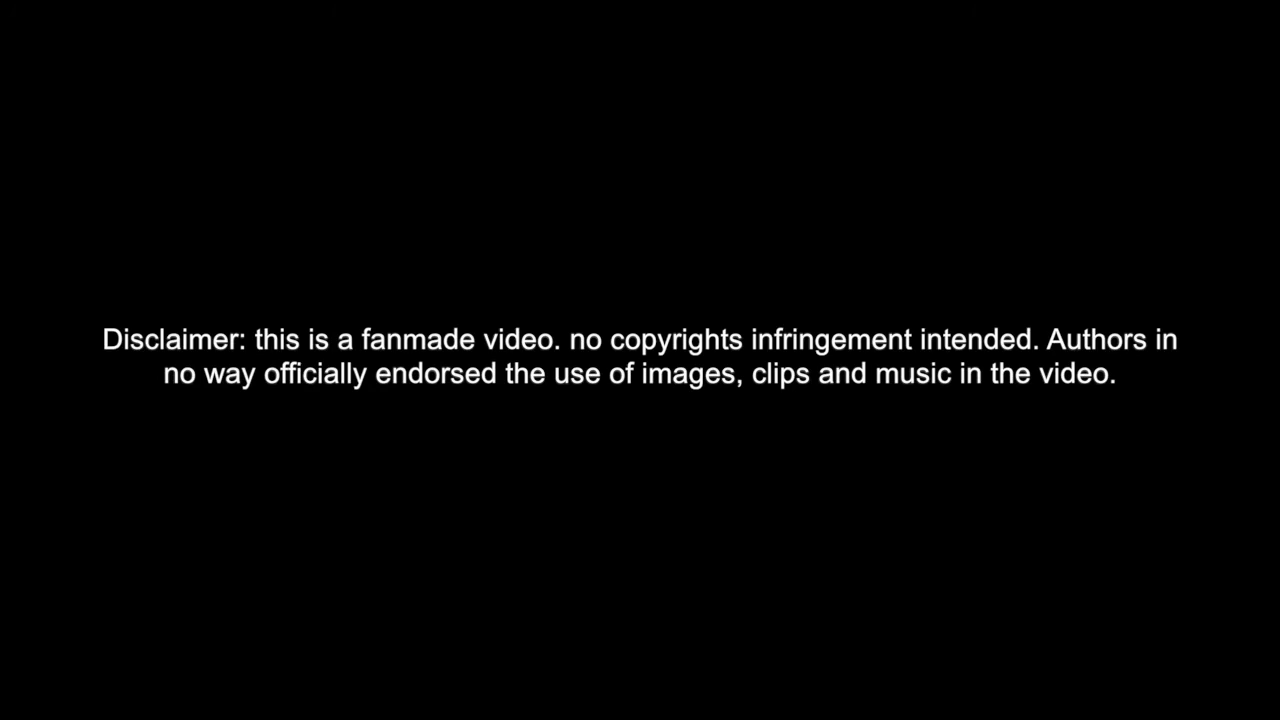 Disclaimer: this is a fanmade video. no copyrights infringement intended. Authors in
no way officially endorsed the use of images, clips and music in the video.